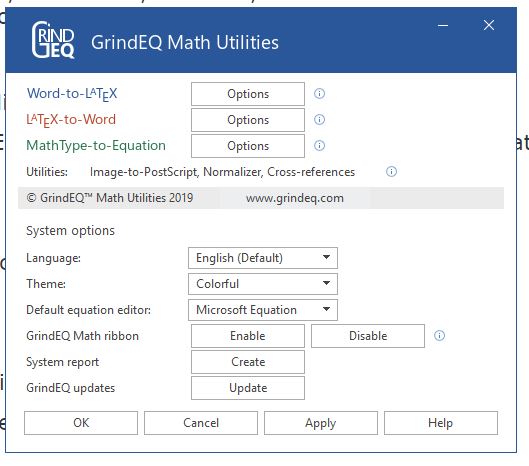 GRIND EQ GrindEQ Math Utilities
Word-to-LATEX Options
LATEX-to-Word Options
MathType-to-Equation Options
Utilities: Image-to-PostScript, Normalizer, Cross-references
© GrindEQ™ Math Utilities 2019 www.grindeq.com
System options
Language: English (Default)
Theme: Colorful
Default equation editor: Microsoft Equation
GrindEQ Math ribbon Enable Disable
System report Create
GrindEQ updates Update
OK Cancel Apply Help